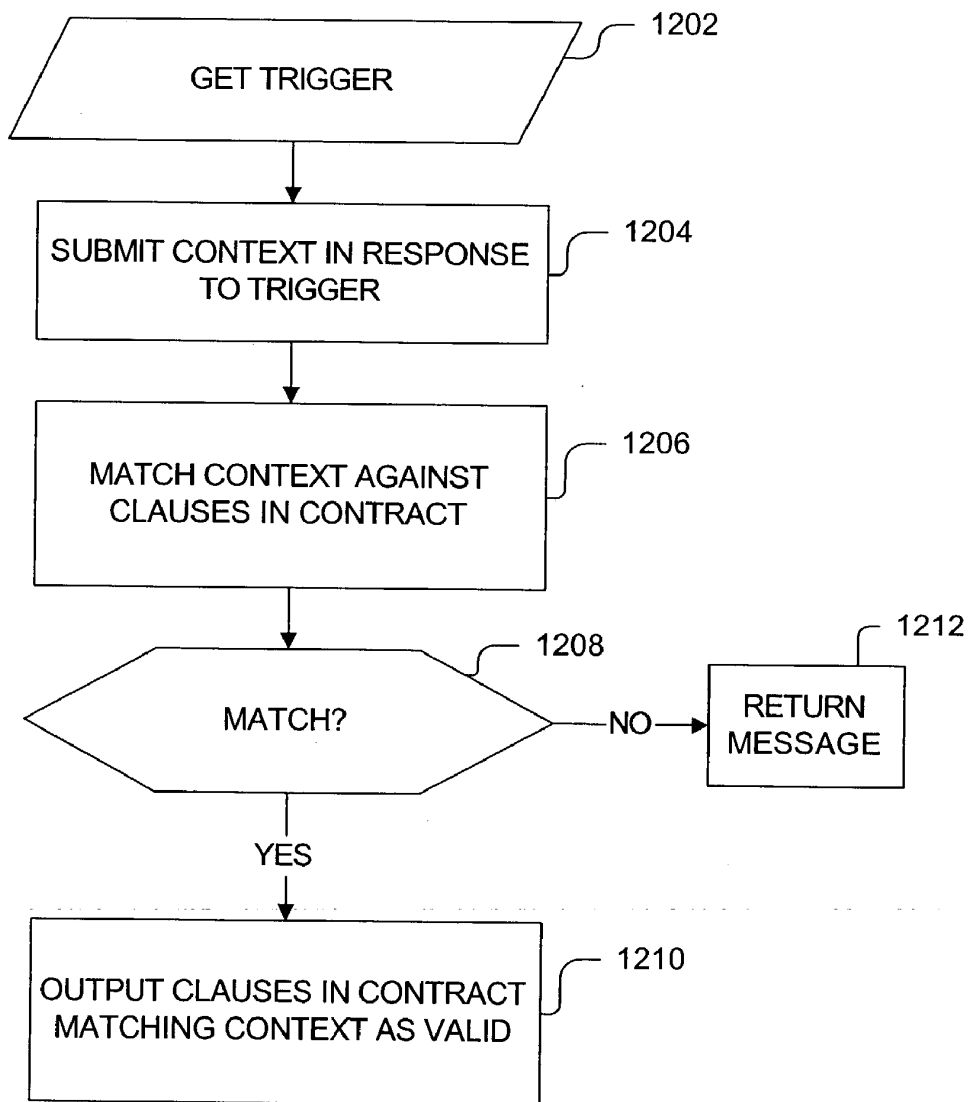 1202
GET TRIGGER
1204
SUBMIT CONTEXT IN RESPONSE
TO TRIGGER
1206
MATCH CONTEXT AGAINST
CLAUSES IN CONTRACT
1208
MATCH?
NO
1212
RETURN
MESSAGE
YES
1210
OUTPUT CLAUSES IN CONTRACT
MATCHING CONTEXT AS VALID